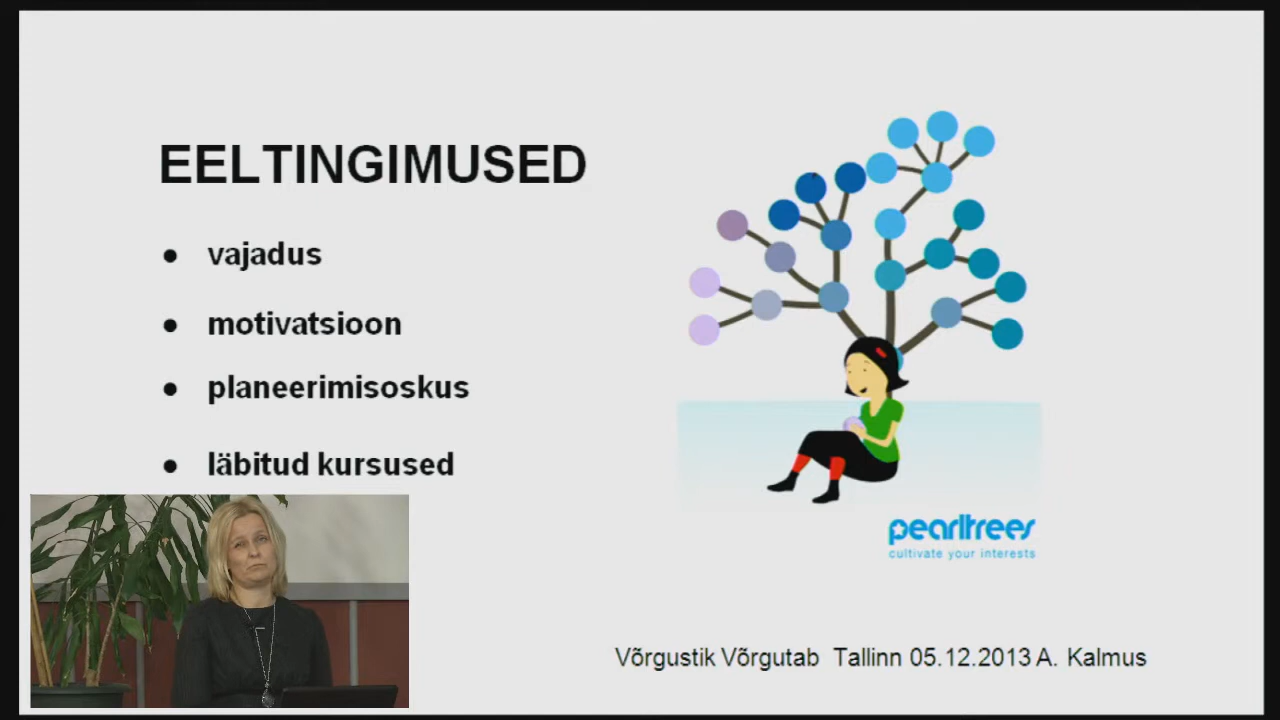 EELTINGIMUSED
● vajadus
● motivatsioon
● planeerimisoskus
● läbitud kursused
pearltrees
cultivate your interests
Võrgustik Võrgutab Tallinn 05.12.2013 A. Kalmus